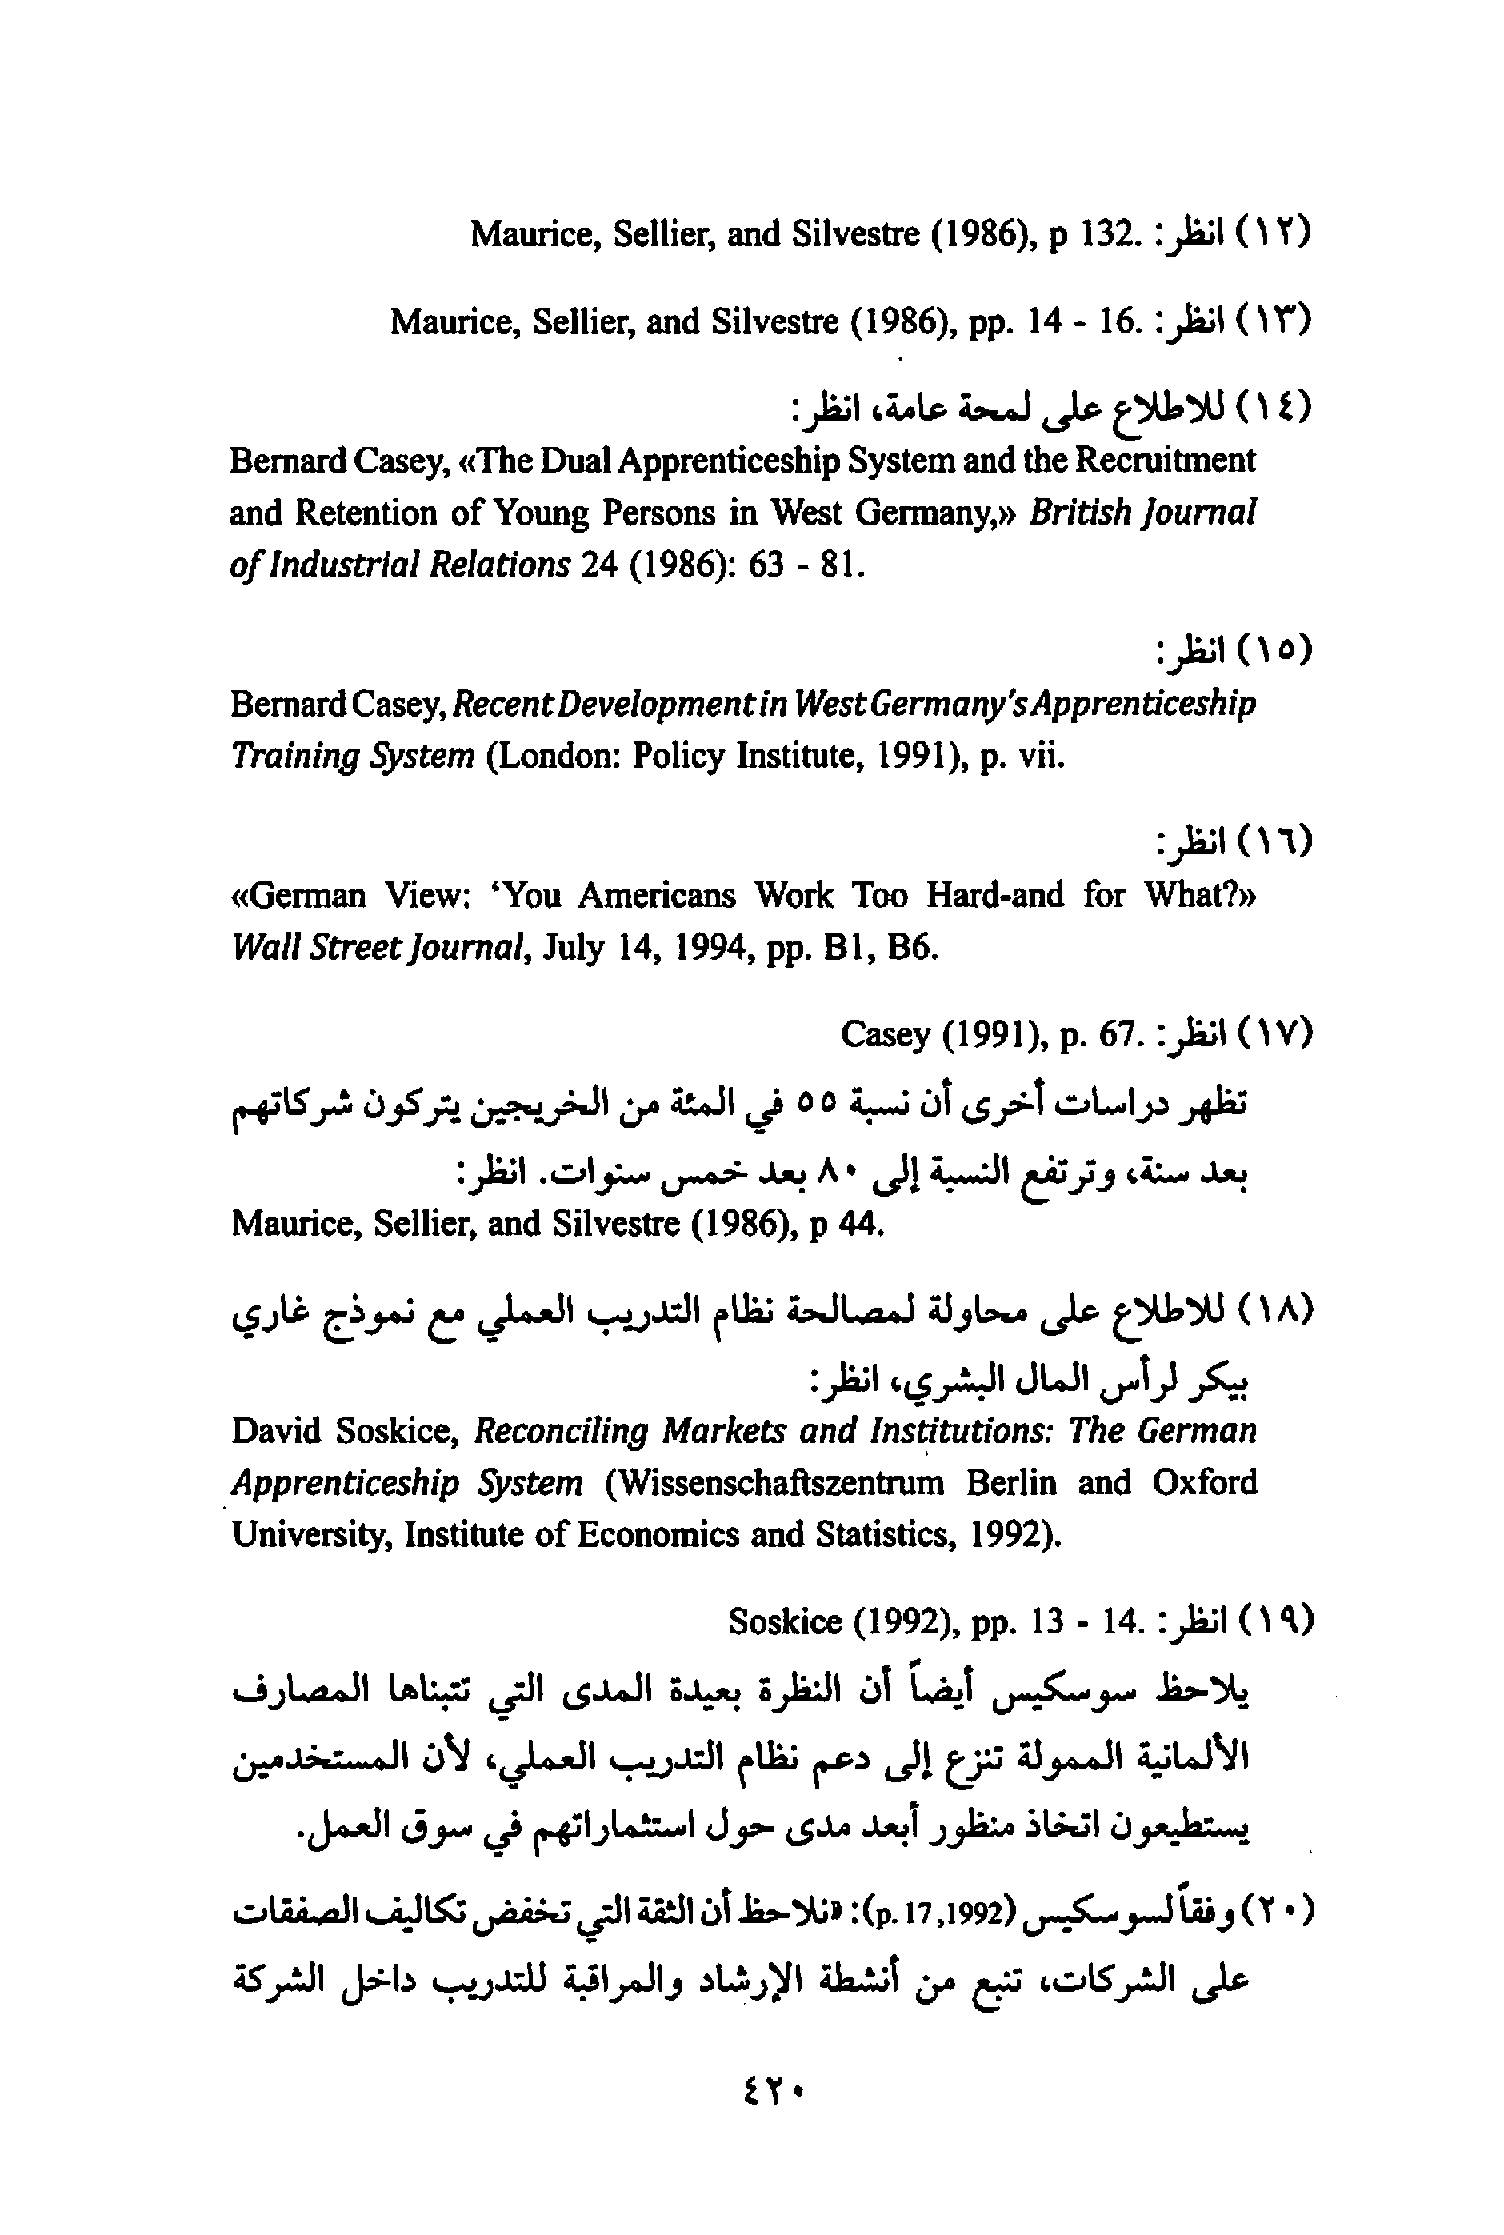 (١٢) انظر: Maurice, Sellier, and Silvestre (1986), p 132.
(١٣) انظر: Maurice, Sellier, and Silvestre (1986), pp. 14 - 16.
(١٤) للاطلاع على لمحة عامة، انظر:
Bernard Casey, «The Dual Apprenticeship System and the Recruitment
and Retention of Young Persons in West Germany,» British Journal
of Industrial Relations 24 (1986): 63 - 81.
(١٥) انظر:
Bernard Casey, Recent Development in West Germany's Apprenticeship
Training System (London: Policy Institute, 1991), p. vii.
(١٦) انظر:
«German View: ‘You Americans Work Too Hard-and for What?»
Wall Street Journal, July 14, 1994, pp. B1, B6.
(١٧) انظر: Casey (1991), p. 67.
تظهر دراسات أخرى أن نسبة ٥٥ في المئة من الخريجين يتركون شركاتهم
بعد سنة، وترتفع النسبة إلى ٨٠ بعد خمس سنوات. انظر:
Maurice, Sellier, and Silvestre (1986), p 44.
(١٨) للاطلاع على محاولة لمصالحة نظام التدريب العملي مع نموذج غاري
بيكر لرأس المال البشري، انظر:
David Soskice, Reconciling Markets and Institutions: The German
Apprenticeship System (Wissenschaftszentrum Berlin and Oxford
University, Institute of Economics and Statistics, 1992).
(١٩) انظر: Soskice (1992), pp. 13 - 14.
يلاحظ سوسكيس أيضاً أن النظرة بعيدة المدى التي تتبناها المصارف
الألمانية الممولة تنزع إلى دعم نظام التدريب العملي، لأن المستخدمين
يستطيعون اتخاذ منظور أبعد مدى حول استثماراتهم في سوق العمل.
(٢٠) وفقاً لسوسكيس (1992, p. 17): «نلاحظ أن الثقة التي تخفض تكاليف الصفقات
على الشركات، تنبع من أنشطة الإرشاد والمراقبة للتدريب داخل الشركة
٤٢٠